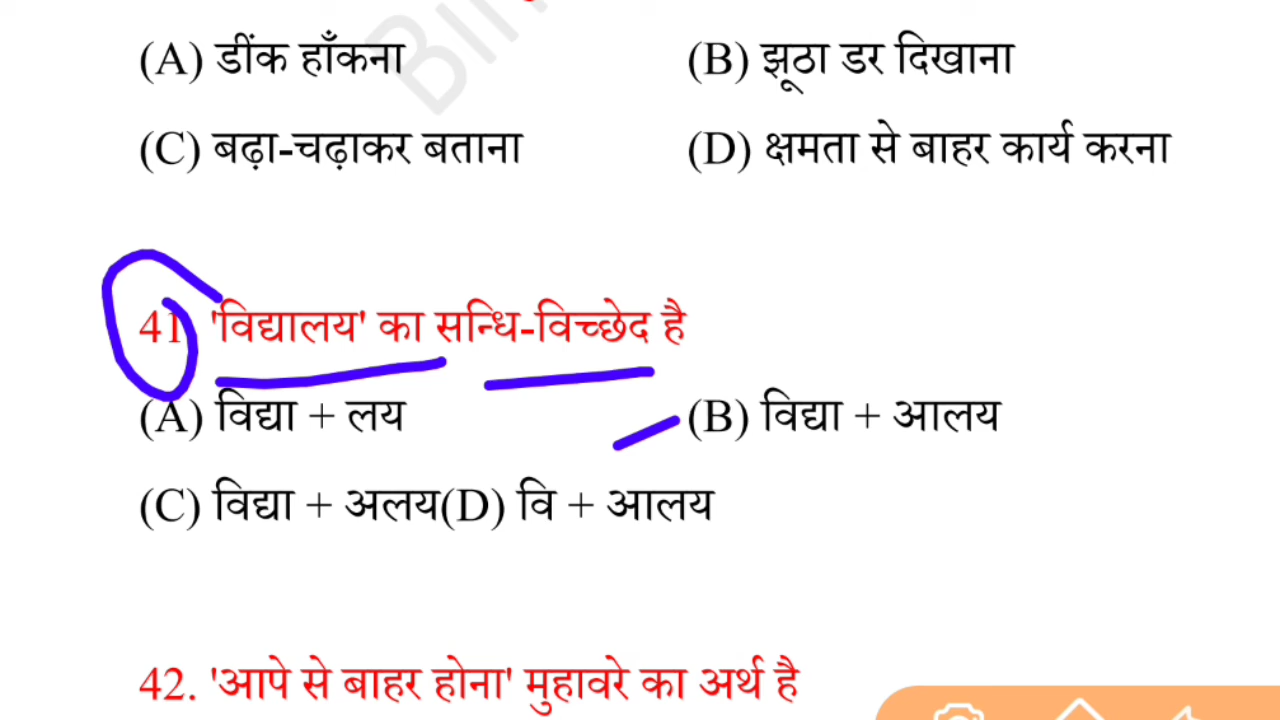 (A) डींक हाँकना (B) झूठा डर दिखाना
(C) बढ़ा-चढ़ाकर बताना (D) क्षमता से बाहर कार्य करना
41. 'विद्यालय' का सन्धि-विच्छेद है
(A) विद्या + लय (B) विद्या + आलय
(C) विद्या + अलय(D) वि + आलय
42. 'आपे से बाहर होना' मुहावरे का अर्थ है